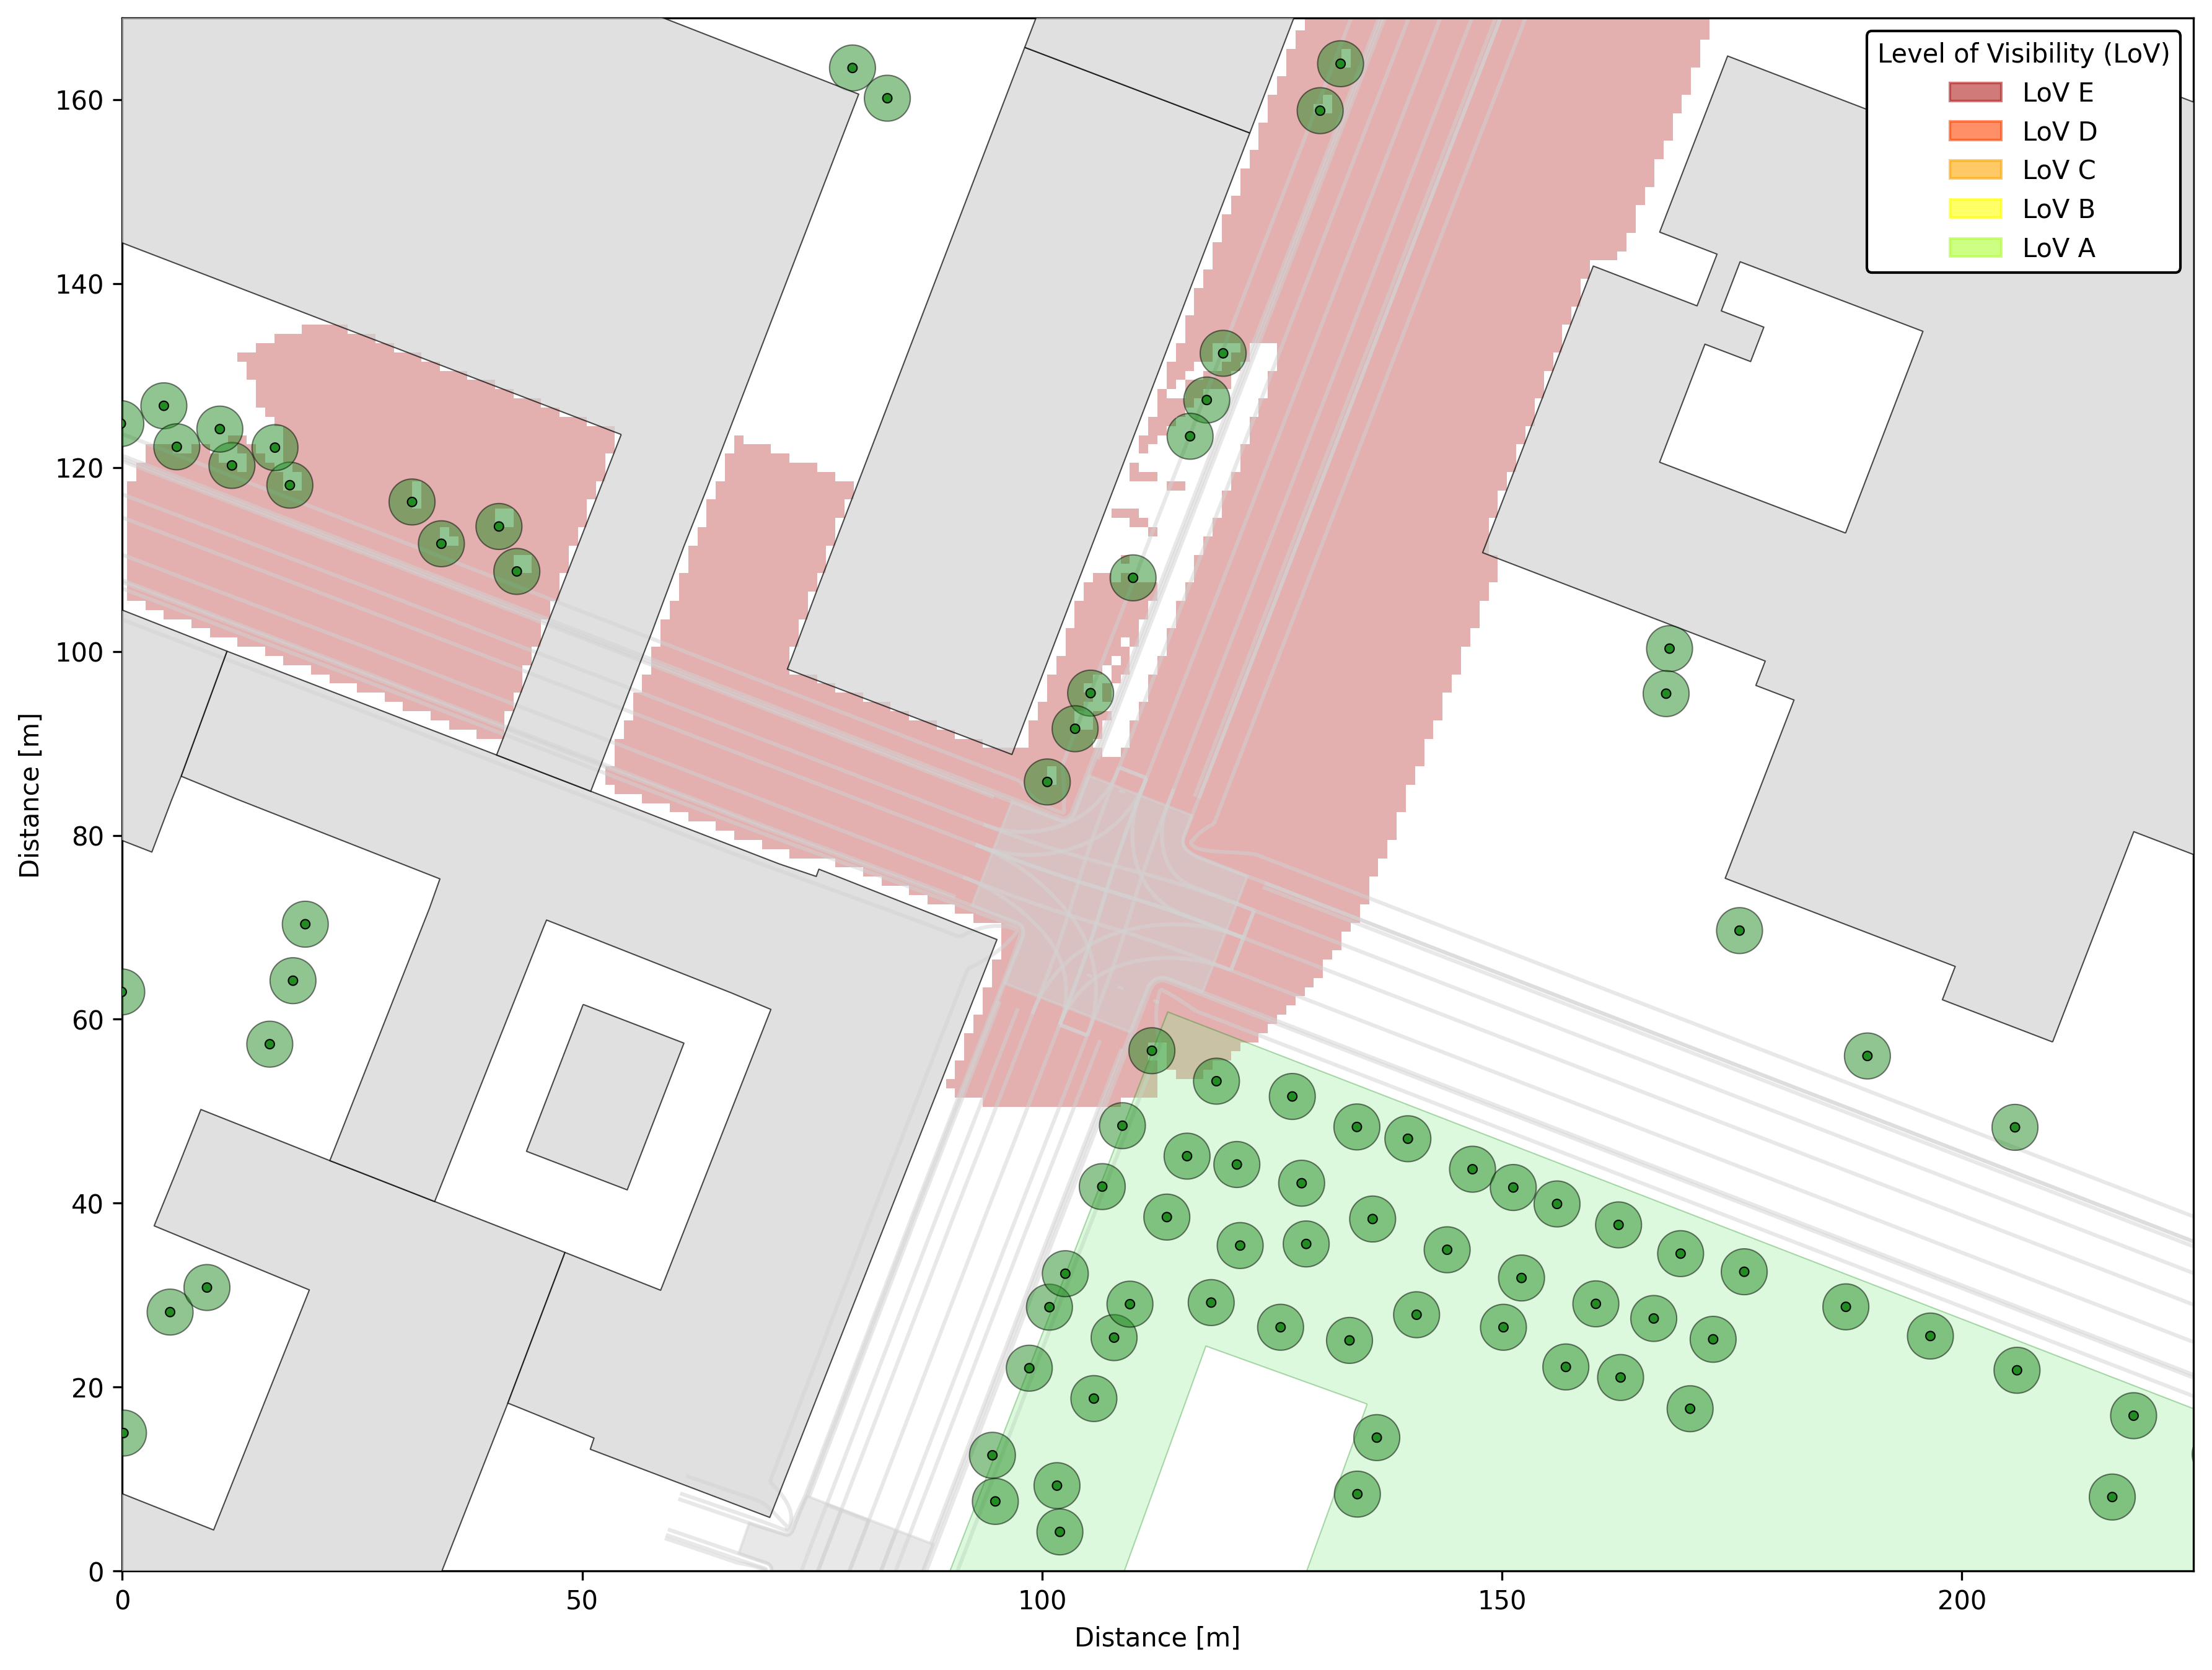 Level of Visibility (LoV)
LoV E
LoV D
LoV C
LoV B
LoV A
160
140
120
100
80
60
40
20
0
Distance [m]
0 50 100 150 200
Distance [m]